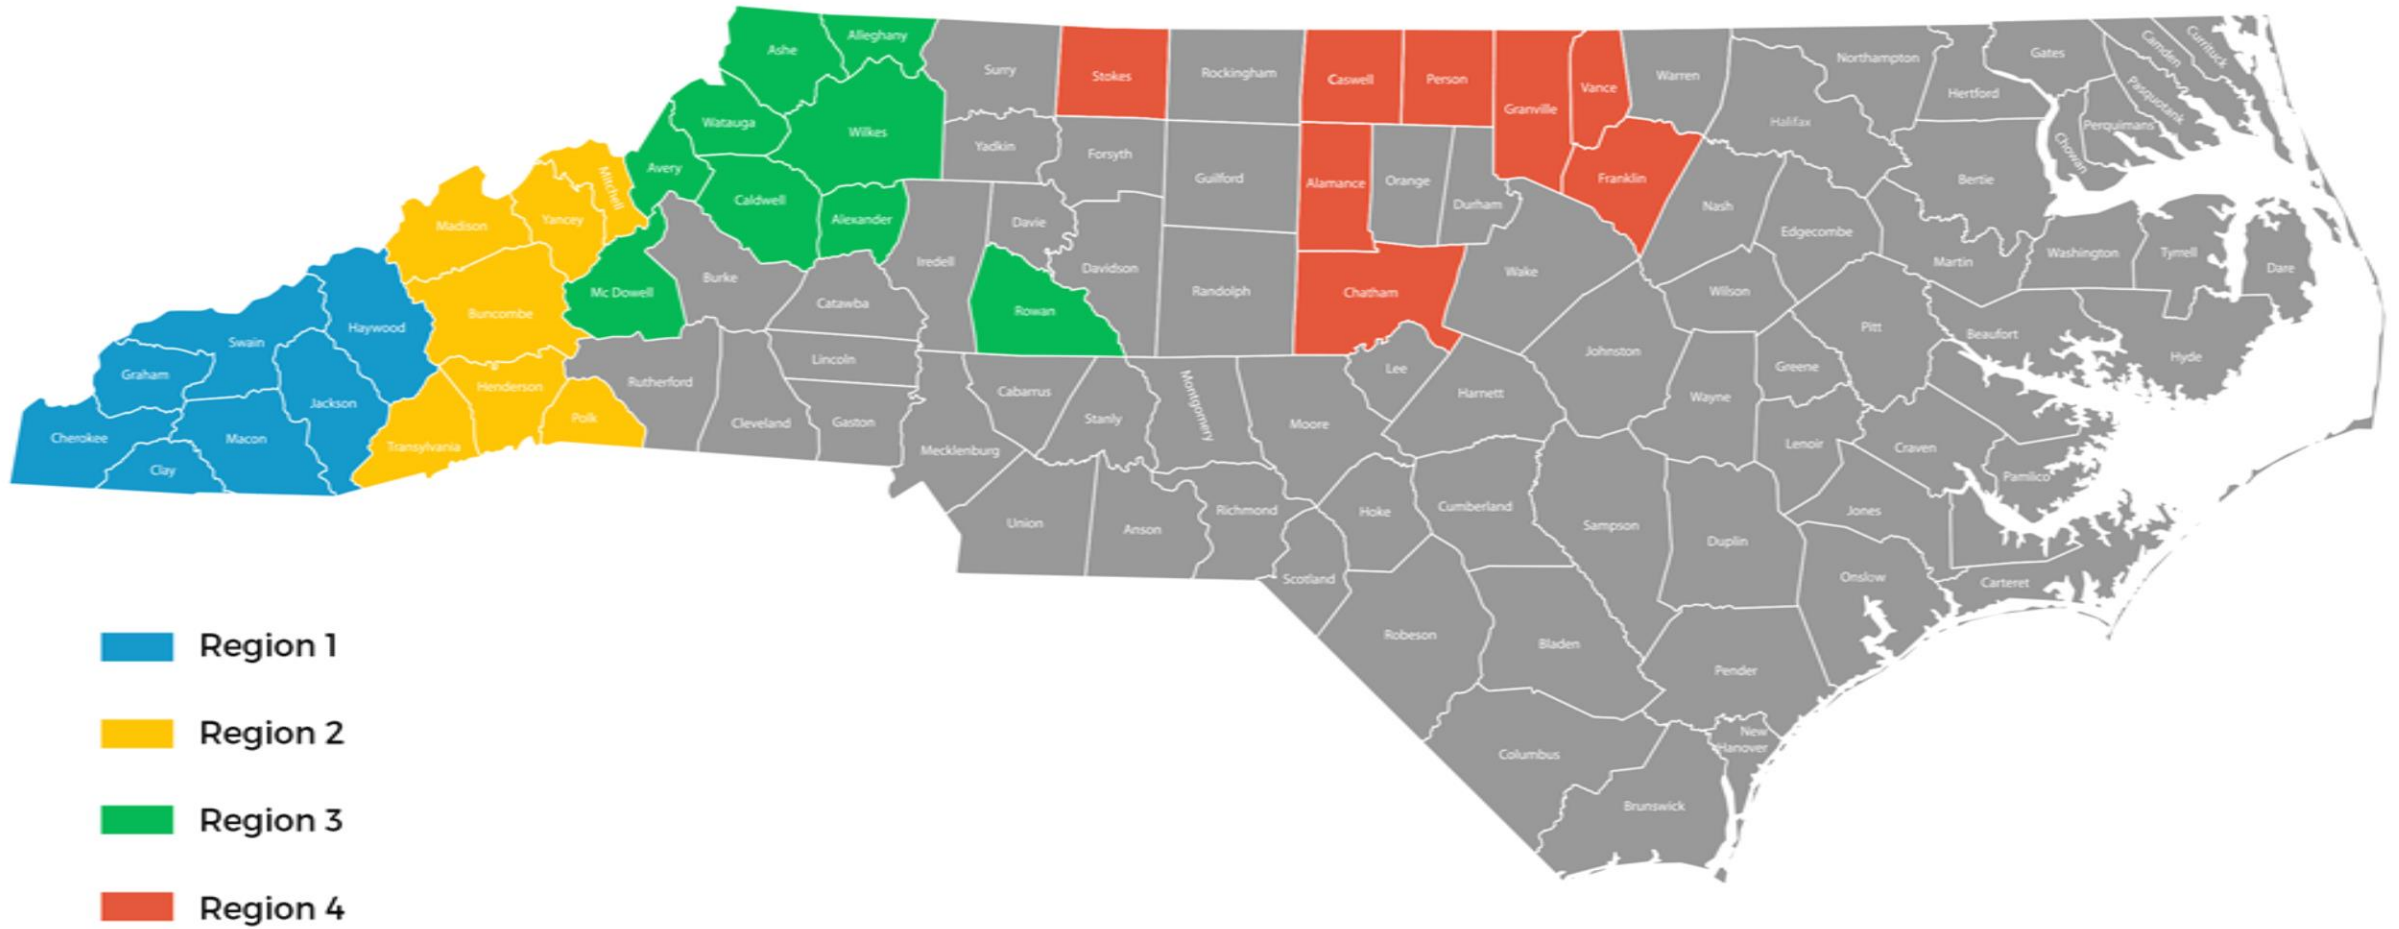 Ashe
Alleghany
Surry
Stokes
Rockingham
Caswell
Person
Granville
Vance
Warren
Northampton
Gates
Camden
Currituck
Hertford
Pasquotank
Perquimans
Chowan
Halifax
Watauga
Wilkes
Yadkin
Forsyth
Guilford
Alamance
Orange
Durham
Franklin
Nash
Bertie
Mitchell
Avery
Caldwell
Alexander
Davie
Edgecombe
Madison
Yancey
Iredell
Davidson
Wake
Martin
Washington
Tyrrell
Dare
Mc Dowell
Burke
Catawba
Rowan
Randolph
Chatham
Wilson
Buncombe
Haywood
Swain
Graham
Pitt
Beaufort
Hyde
Johnston
Greene
Lee
Lincoln
Rutherford
Henderson
Jackson
Polk
Cleveland
Gaston
Cabarrus
Stanly
Montgomery
Moore
Harnett
Wayne
Lenoir
Craven
Pamlico
Cherokee
Macon
Clay
Transylvania
Mecklenburg
Union
Anson
Richmond
Hoke
Cumberland
Sampson
Duplin
Jones
Scotland
Onslow
Carteret
Robeson
Bladen
Pender
New
Hanover
Columbus
Brunswick
Region 1
Region 2
Region 3
Region 4